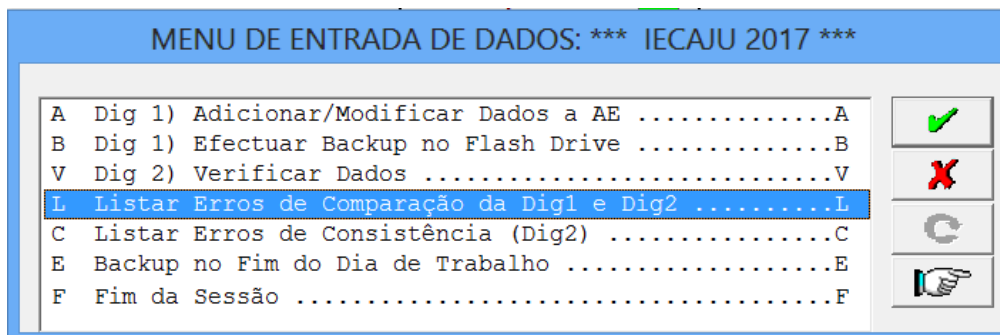 MENU DE ENTRADA DE DADOS: *** IECAJU 2017 ***
A Dig 1) Adicionar/Modificar Dados a AE ..............A
B Dig 1) Efectuar Backup no Flash Drive ..............B
V Dig 2) Verificar Dados .............................V
L Listar Erros de Comparação da Dig1 e Dig2 ..........L
C Listar Erros de Consistência (Dig2) ................C
E Backup no Fim do Dia de Trabalho ...................E
F Fim da Sessão ......................................F